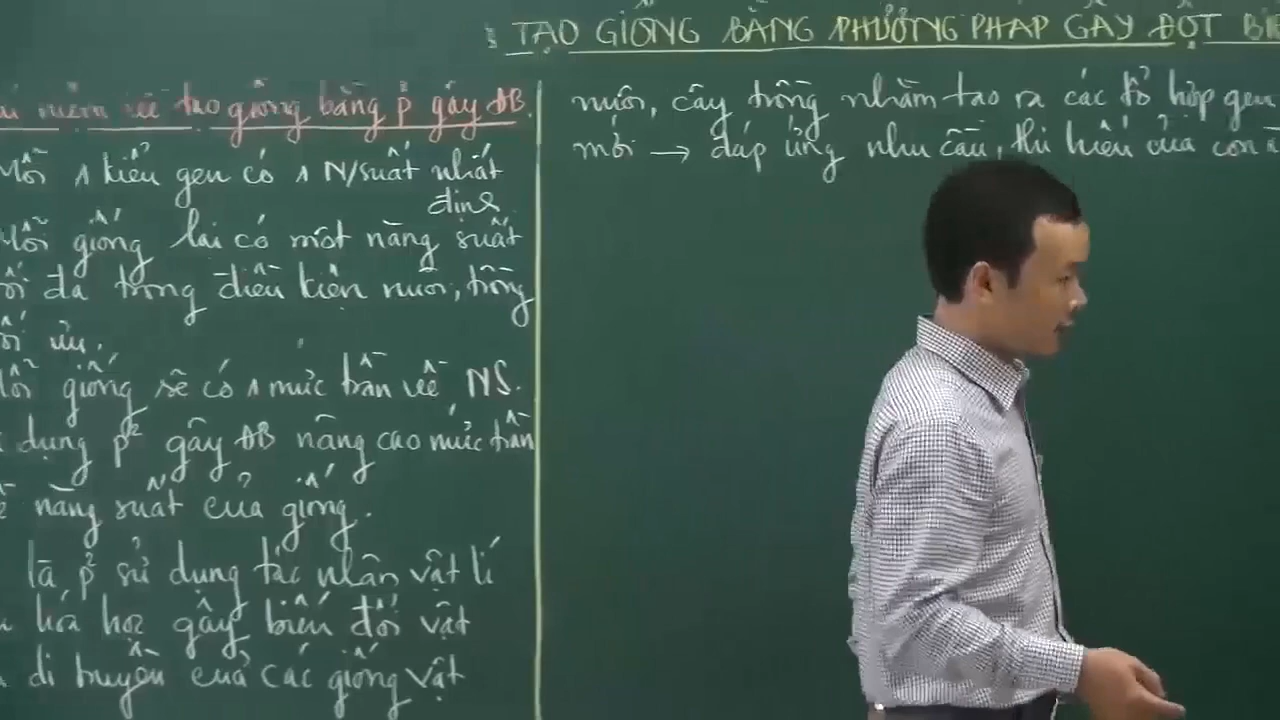 TẠO GIỐNG BẰNG PHƯƠNG PHÁP GÂY ĐỘT BIẾ
tạo giống bằng p² gây ĐB.
Mỗi 1 kiểu gen có 1 N/suất nhất
định
Mỗi giống lai có một năng suất
tối đa trong điều kiện nuôi, trồng
tối ưu.
Mỗi giống sẽ có 1 mức trần về NS.
dụng p² gây ĐB nâng cao mức trần
về năng suất của giống.
là p² sử dụng tác nhân vật lí
hóa học gây biến đổi vật
di truyền của các giống vật
nuôi, cây trồng nhằm tạo ra các tổ hợp gen
mới → đáp ứng nhu cầu, thị hiếu của con